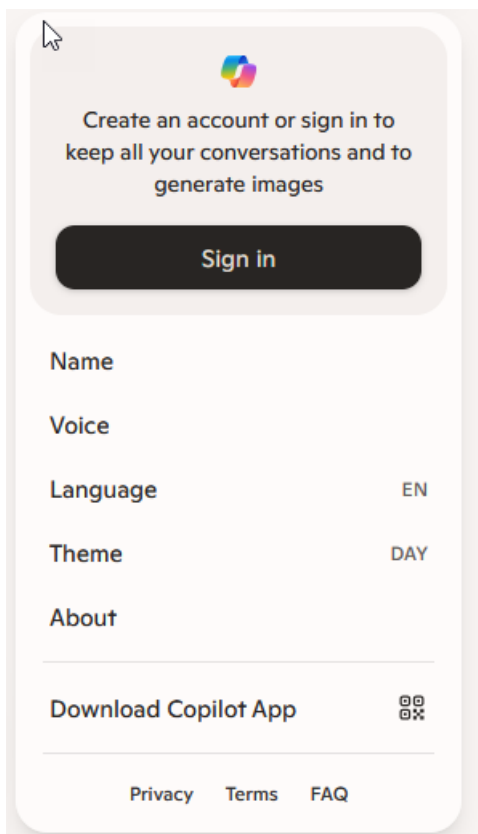 Create an account or sign in to
keep all your conversations and to
generate images
Sign in
Name
Voice
Language EN
Theme DAY
About
Download Copilot App
Privacy Terms FAQ